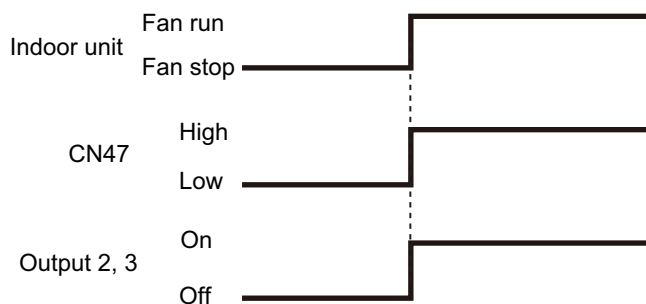 Fan run
Indoor unit
Fan stop
High
CN47
Low
On
Output 2, 3
Off